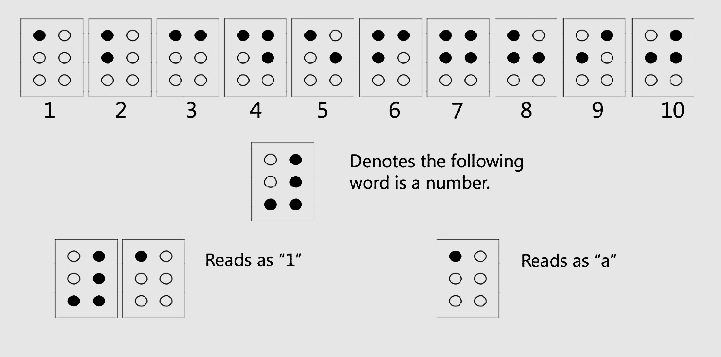 1 2 3 4 5 6 7 8 9 10
Denotes the following
word is a number.
Reads as “1”
Reads as “a”